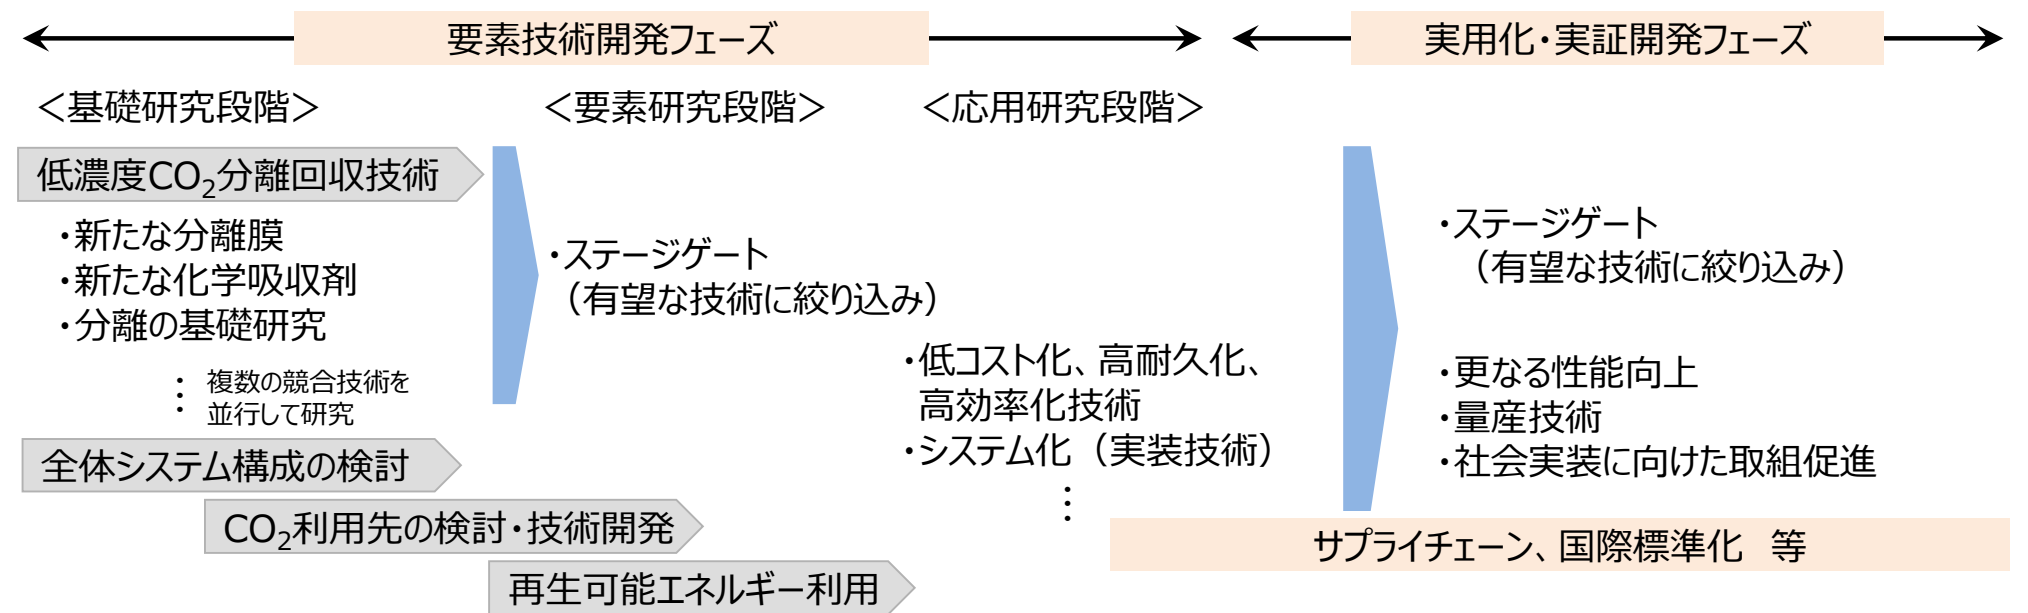 要素技術開発フェーズ
実用化・実証開発フェーズ
＜基礎研究段階＞
＜要素研究段階＞
＜応用研究段階＞
低濃度CO2分離回収技術
・新たな分離膜
・新たな化学吸収剤
・分離の基礎研究
⋮ 複数の競合技術を
並行して研究
・ステージゲート
（有望な技術に絞り込み）
・低コスト化、高耐久化、
高効率化技術
・システム化（実装技術）
⋮
・ステージゲート
（有望な技術に絞り込み）
・更なる性能向上
・量産技術
・社会実装に向けた取組促進
全体システム構成の検討
CO2利用先の検討・技術開発
再生可能エネルギー利用
サプライチェーン、国際標準化　等